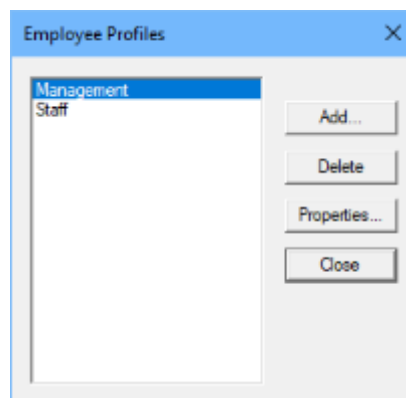 Employee Profiles
Management
Staff
Add...
Delete
Properties...
Close